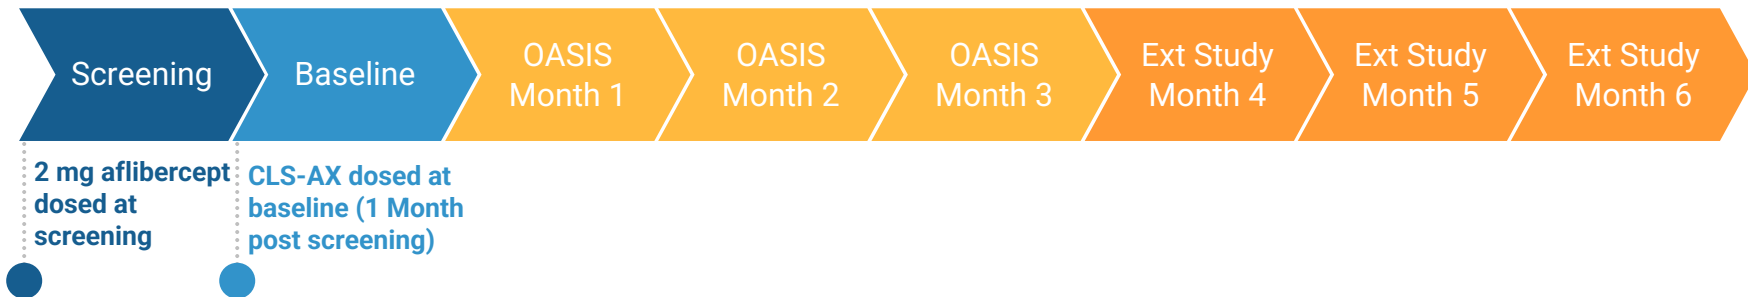 Screening
Baseline
OASIS
Month 1
OASIS
Month 2
OASIS
Month 3
Ext Study
Month 4
Ext Study
Month 5
Ext Study
Month 6
2 mg aflibercept
dosed at
screening
CLS-AX dosed at
baseline (1 Month
post screening)